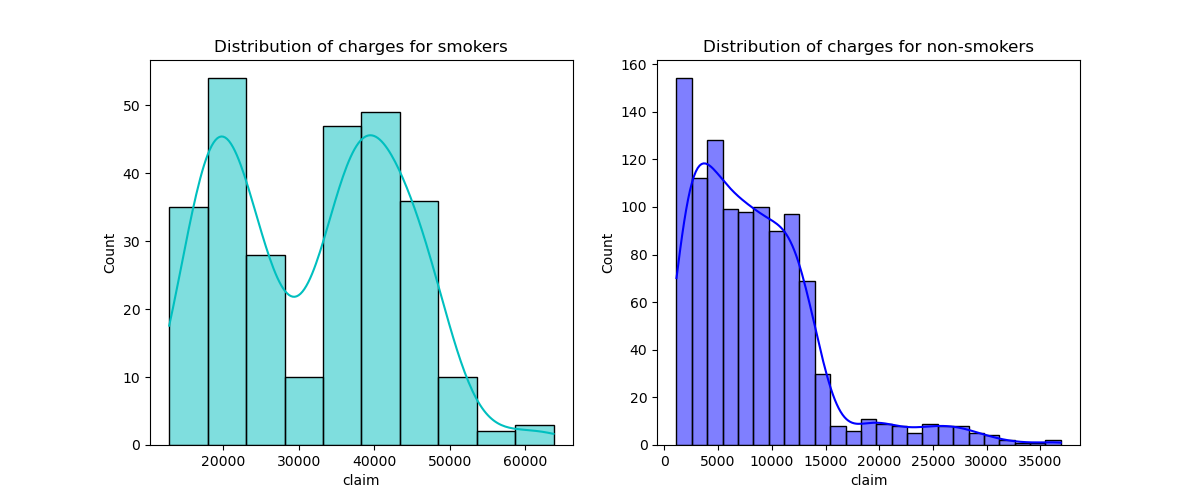 Distribution of charges for smokers
50
40
30
20
10
0
Count
20000 30000 40000 50000 60000
claim
Distribution of charges for non-smokers
160
140
120
100
80
60
40
20
0
Count
0 5000 10000 15000 20000 25000 30000 35000
claim